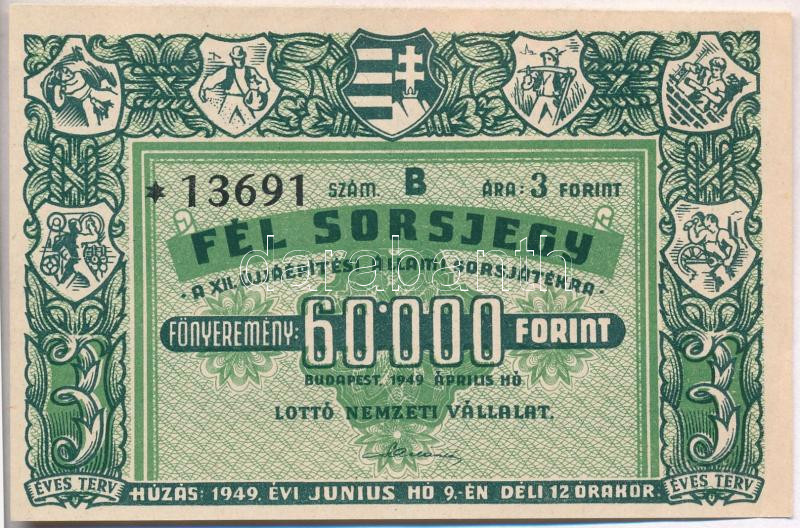 * 13691 SZÁM. B ÁRA: 3 FORINT
FÉL SORSJEGY
A XII. ÚJJÁÉPÍTÉSI ÁLLAMI SORSJÁTÉKRA
darabanth
FŐNYEREMÉNY: 60·000 FORINT
BUDAPEST, 1949 ÁPRILIS HÓ
LOTTÓ NEMZETI VÁLLALAT.
3 ÉVES TERV
3 ÉVES TERV
HÚZÁS: 1949. ÉVI JUNIUS HÓ 9.-ÉN DÉLI 12 ÓRAKOR.